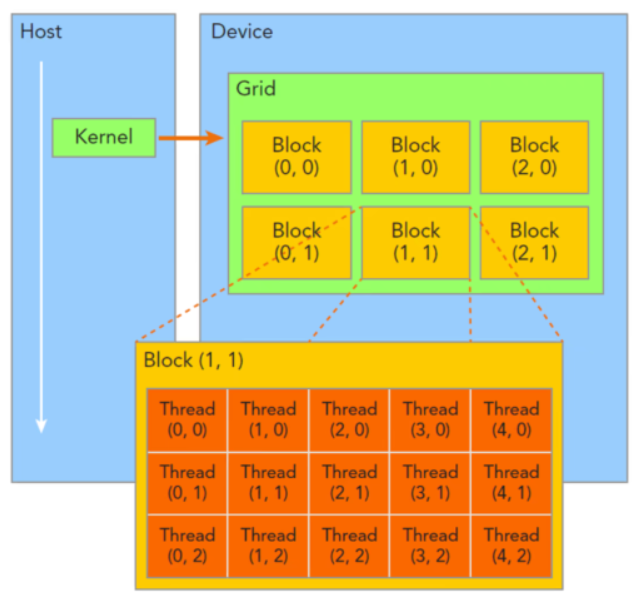 Host
Device
Grid
Kernel
Block
(0, 0)
Block
(1, 0)
Block
(2, 0)
Block
(0, 1)
Block
(1, 1)
Block
(2, 1)
Block (1, 1)
Thread
(0, 0)
Thread
(1, 0)
Thread
(2, 0)
Thread
(3, 0)
Thread
(4, 0)
Thread
(0, 1)
Thread
(1, 1)
Thread
(2, 1)
Thread
(3, 1)
Thread
(4, 1)
Thread
(0, 2)
Thread
(1, 2)
Thread
(2, 2)
Thread
(3, 2)
Thread
(4, 2)